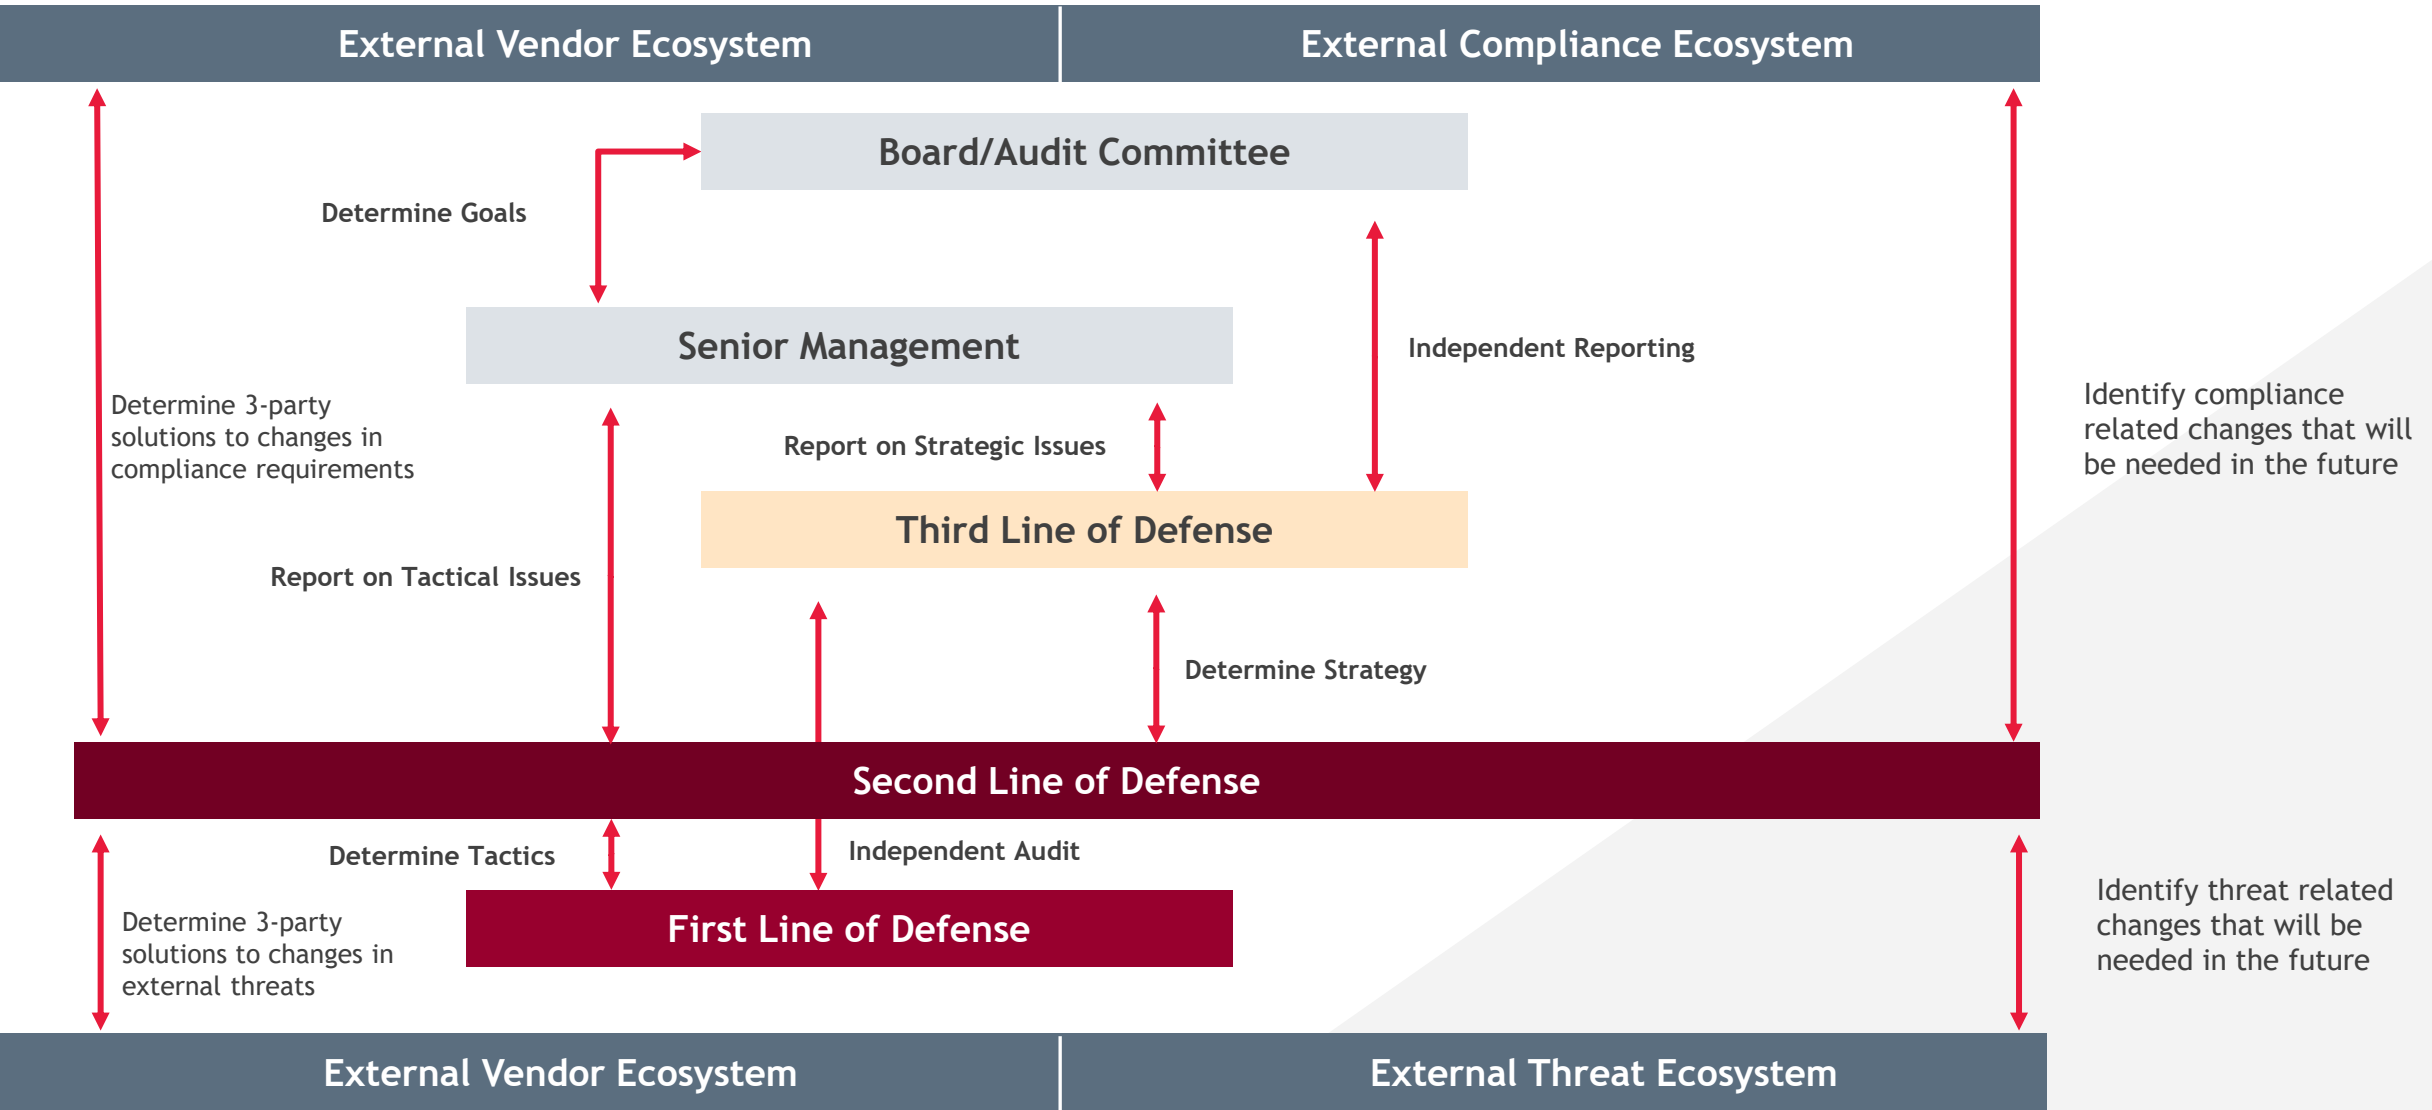 External Vendor Ecosystem
External Compliance Ecosystem
Board/Audit Committee
Determine Goals
Senior Management
Independent Reporting
Determine 3-party
solutions to changes in
compliance requirements
Identify compliance
related changes that will
be needed in the future
Report on Strategic Issues
Third Line of Defense
Report on Tactical Issues
Determine Strategy
Second Line of Defense
Determine Tactics
Independent Audit
First Line of Defense
Determine 3-party
solutions to changes in
external threats
Identify threat related
changes that will be
needed in the future
External Vendor Ecosystem
External Threat Ecosystem